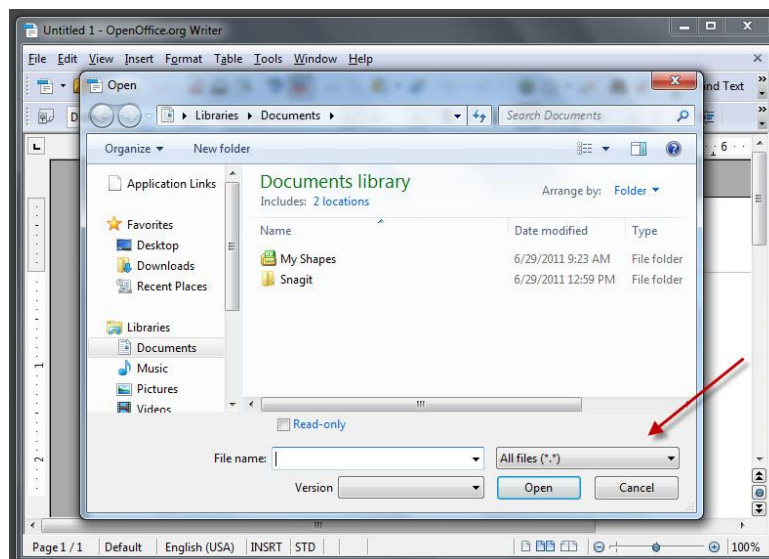 Untitled 1 - OpenOffice.org Writer
File Edit View Insert Format Table Tools Window Help
Open
ind Text
D
Libraries Documents
Search Documents
Organize New folder
6
Application Links
Documents library
Includes: 2 locations
Arrange by: Folder
Favorites
Name Date modified Type
Desktop
My Shapes 6/29/2011 9:23 AM File folder
Downloads
Snagit 6/29/2011 12:59 PM File folder
Recent Places
Libraries
Documents
Music
Pictures
Videos
1
Read-only
File name: All files (*.*)
2
Version Open Cancel
Page 1 / 1 Default English (USA) INSRT STD 100%